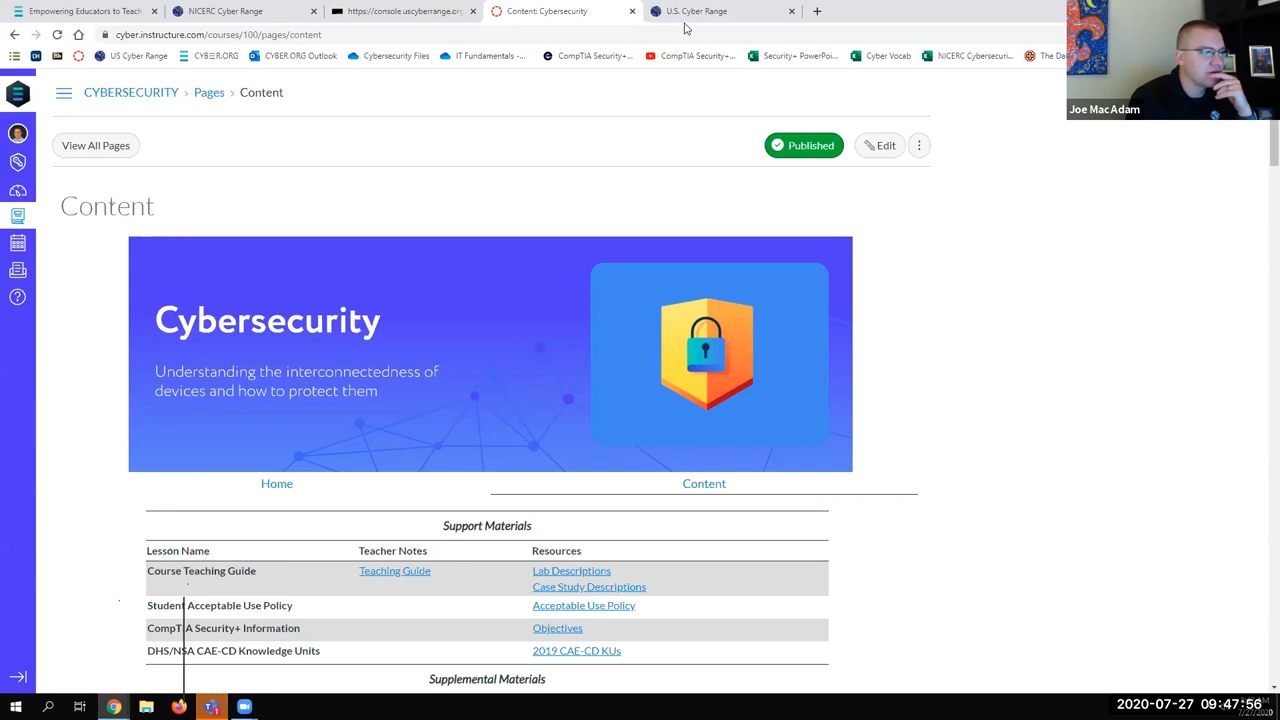 Empowering Educators to Teach
NICERC Cyber Range
https://console.uscyberrange.org
Content: Cybersecurity
U.S. Cyber Range
cyber.instructure.com/courses/100/pages/content
US Cyber Range
CYBER.ORG
CYBER.ORG Outlook
Cybersecurity Files
IT Fundamentals -...
CompTIA Security+...
CompTIA Security+...
Security+ PowerPoi...
Cyber Vocab
NICERC Cybersecuri...
Joe MacAdam
CYBERSECURITY > Pages > Content
View All Pages
Published
Edit
Content
Cybersecurity
Understanding the interconnectedness of
devices and how to protect them
Home
Content
Support Materials
Lesson Name Teacher Notes Resources
Course Teaching Guide Teaching Guide Lab Descriptions
Case Study Descriptions
Student Acceptable Use Policy Acceptable Use Policy
CompTIA Security+ Information Objectives
DHS/NSA CAE-CD Knowledge Units 2019 CAE-CD KUs
Supplemental Materials
2020-07-27 09:47:56